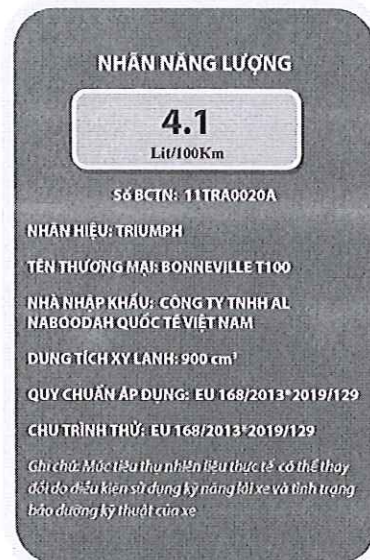 NHÃN NĂNG LƯỢNG
4.1
Lit/100Km
Số BCTN: 11TRA0020A
NHÃN HIỆU: TRIUMPH
TÊN THƯƠNG MẠI: BONNEVILLE T100
NHÀ NHẬP KHẨU: CÔNG TY TNHH AL
NABOODAH QUỐC TẾ VIỆT NAM
DUNG TÍCH XY LANH: 900 cm³
QUY CHUẨN ÁP DỤNG: EU 168/2013*2019/129
CHU TRÌNH THỬ: EU 168/2013*2019/129
Ghi chú: Mức tiêu thụ nhiên liệu thực tế có thể thay
đổi do điều kiện sử dụng kỹ năng lái xe và tình trạng
bảo dưỡng kỹ thuật của xe